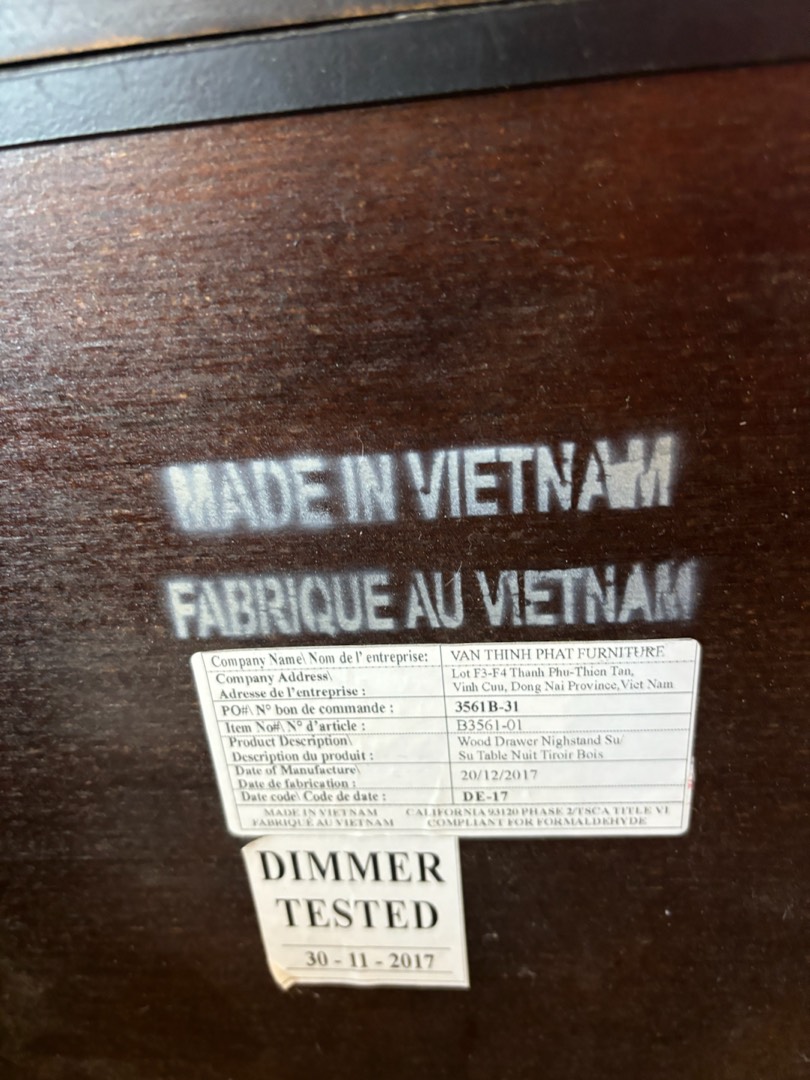 MADE IN VIETNAM
FABRIQUE AU VIETNAM
Company Name\ Nom de l' entreprise: VAN THINH PHAT FURNITURE
Company Address\ Lot F3-F4 Thanh Phu-Thien Tan,
Adresse de l'entreprise : Vinh Cuu, Dong Nai Province,Viet Nam
PO#\ N° bon de commande : 3561B-31
Item No#\ N° d'article : B3561-01
Product Description\ Wood Drawer Nighstand Su/
Description du produit : Su Table Nuit Tiroir Bois
Date of Manufacture\ 20/12/2017
Date de fabrication :
Date code\ Code de date : DE-17
MADE IN VIETNAM CALIFORNIA 93120 PHASE 2/TSCA TITLE VI
FABRIQUÉ AU VIETNAM COMPLIANT FOR FORMALDEHYDE
DIMMER
TESTED
30 - 11 - 2017